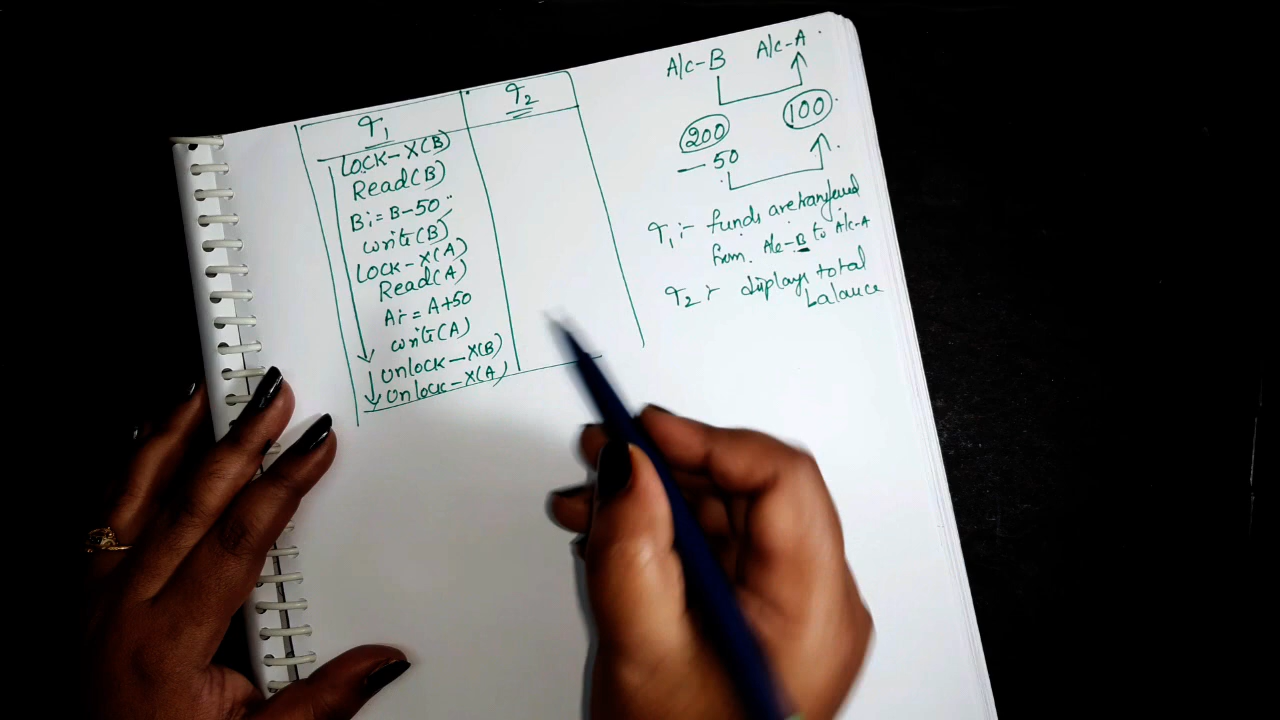 T1
T2
LOCK-X(B)
Read(B)
B:= B-50
write(B)
LOCK-X(A)
Read(A)
A:= A+50
write(A)
Unlock-X(B)
Unlock-X(A)
A/c-B A/c-A
200 100
-50
T1:- funds are transferred
from A/c-B to A/c-A
T2:- displays total
balance